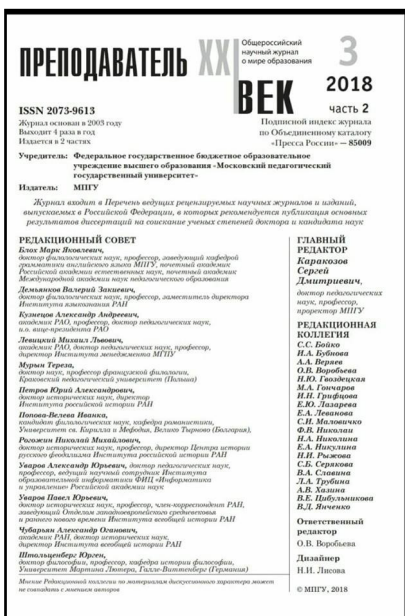 ПРЕПОДАВАТЕЛЬ XXI
ВЕК
Общероссийский
научный журнал
о мире образования
3
2018
часть 2
ISSN 2073-9613
Журнал основан в 2003 году
Выходит 4 раза в год
Издается в 2 частях
Подписной индекс журнала
по Объединенному каталогу
«Пресса России» — 85009
Учредитель: Федеральное государственное бюджетное образовательное
учреждение высшего образования «Московский педагогический
государственный университет»
Издатель: МПГУ
Журнал входит в Перечень ведущих рецензируемых научных журналов и изданий,
выпускаемых в Российской Федерации, в которых рекомендуется публикация основных
результатов диссертаций на соискание ученых степеней доктора и кандидата наук
РЕДАКЦИОННЫЙ СОВЕТ
Блох Марк Яковлевич,
доктор филологических наук, профессор, заведующий кафедрой
грамматики английского языка МПГУ, почетный академик
Российской академии естественных наук, почетный академик
Международной академии наук педагогического образования
Демьянков Валерий Закиевич,
доктор филологических наук, профессор, заместитель директора
Института языкознания РАН
Кузнецов Александр Андреевич,
академик РАО, профессор, доктор педагогических наук,
и.о. вице-президента РАО
Левицкий Михаил Львович,
академик РАО, доктор педагогических наук, профессор,
директор Института менеджмента МГПУ
Мурын Тереза,
доктор наук, профессор французской филологии,
Краковский педагогический университет (Польша)
Петров Юрий Александрович,
доктор исторических наук, директор
Института российской истории РАН
Попова-Велева Иванка,
кандидат филологических наук, кафедра романистики,
Университет св. Кирилла и Мефодия, Велико Тырново (Болгария),
Рогожин Николай Михайлович,
доктор исторических наук, профессор, директор Центра истории
русского феодализма Института российской истории РАН
Уваров Александр Юрьевич, доктор педагогических наук,
профессор, ведущий научный сотрудник Института
образовательной информатики ФИЦ «Информатика
и управление» Российской академии наук
Уваров Павел Юрьевич,
доктор исторических наук, профессор, член-корреспондент РАН,
заведующий Отделом западноевропейского средневековья
и раннего нового времени Института всеобщей истории РАН
Чубарьян Александр Оганович,
академик РАН, доктор исторических наук,
директор Института всеобщей истории РАН
Штольценберг Юрген,
доктор философии, профессор, кафедра истории философии,
Университет Мартина Лютера, Галле-Виттенберг (Германия)
Мнение Редакционной коллегии по материалам дискуссионного характера может
не совпадать с мнением авторов
ГЛАВНЫЙ
РЕДАКТОР
Каракозов
Сергей
Дмитриевич,
доктор педагогических
наук, профессор,
проректор МПГУ
РЕДАКЦИОННАЯ
КОЛЛЕГИЯ
С.С. Бойко
И.А. Бубнова
А.А. Веряев
О.В. Воробьева
Н.Ю. Гвоздецкая
М.А. Гончаров
И.Н. Грифцова
Е.Ю. Лазарева
Е.А. Леванова
С.И. Маловичко
Ф.В. Николаи
Н.А. Николина
Е.А. Никулина
Н.И. Рыжова
С.Б. Серякова
В.А. Славина
Л.А. Трубина
А.В. Хазина
В.Е. Цибульникова
В.Д. Янченко
Ответственный
редактор
О.В. Воробьева
Дизайнер
Н.И. Лисова
© МПГУ, 2018